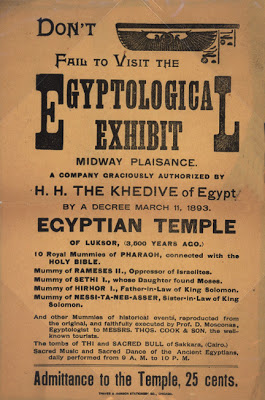 DON'T
FAIL TO VISIT THE
EGYPTOLOGICAL
EXHIBIT
MIDWAY PLAISANCE.
A COMPANY GRACIOUSLY AUTHORIZED BY
H. H. THE KHEDIVE of Egypt
BY A DECREE MARCH 11, 1893.
EGYPTIAN TEMPLE
OF LUKSOR, (3,600 YEARS AGO.)
10 Royal Mummies of PHARAOH, connected with the
HOLY BIBLE.
Mummy of RAMESES II., Oppressor of Israelites.
Mummy of SETHI I., whose Daughter found Moses.
Mummy of HIRHOR I., Father-in-Law of King Solomon.
Mummy of NESSI-TA-NEB-ASSER, Sister-in-Law of King
Solomon.
And other Mummies of historical events, reproduced from
the original, and faithfully executed by Prof. D. Monconas,
Egyptologist to MESSRS. THOS. COOK & SON, the well-
known tourists.
The tombs of THI and SACRED BULL of Sakkara, (Cairo.)
Sacred Music and Sacred Dance of the Ancient Egyptians,
daily performed from 9 A. M. to 10 P. M.
Admittance to the Temple, 25 cents.